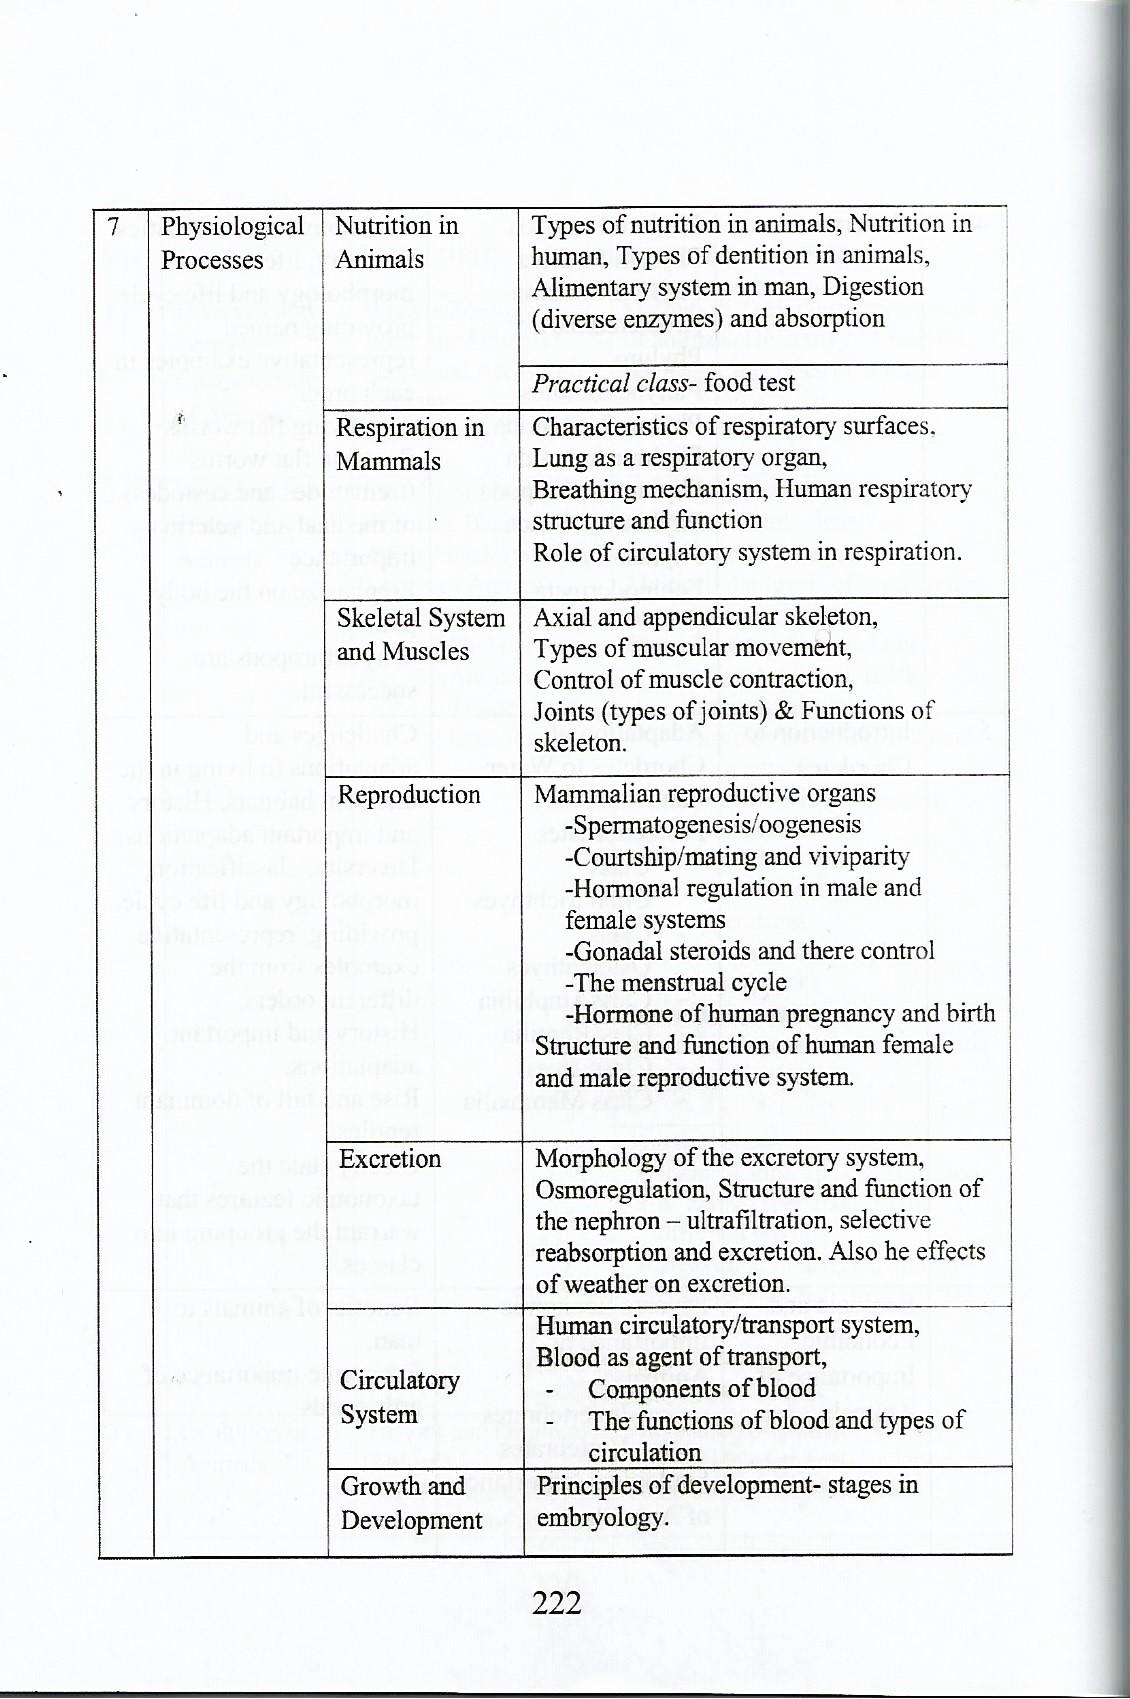 7
Physiological
Processes
Nutrition in
Animals
Types of nutrition in animals, Nutrition in
human, Types of dentition in animals,
Alimentary system in man, Digestion
(diverse enzymes) and absorption
Practical class- food test
Respiration in
Mammals
Characteristics of respiratory surfaces,
Lung as a respiratory organ,
Breathing mechanism, Human respiratory
structure and function
Role of circulatory system in respiration.
Skeletal System
and Muscles
Axial and appendicular skeleton,
Types of muscular movement,
Control of muscle contraction,
Joints (types of joints) & Functions of
skeleton.
Reproduction
Mammalian reproductive organs
-Spermatogenesis/oogenesis
-Courtship/mating and viviparity
-Hormonal regulation in male and
female systems
-Gonadal steroids and there control
-The menstrual cycle
-Hormone of human pregnancy and birth
Structure and function of human female
and male reproductive system.
Excretion
Morphology of the excretory system,
Osmoregulation, Structure and function of
the nephron – ultrafiltration, selective
reabsorption and excretion. Also he effects
of weather on excretion.
Circulatory
System
Human circulatory/transport system,
Blood as agent of transport,
- Components of blood
- The functions of blood and types of
circulation
Growth and
Development
Principles of development- stages in
embryology.
222